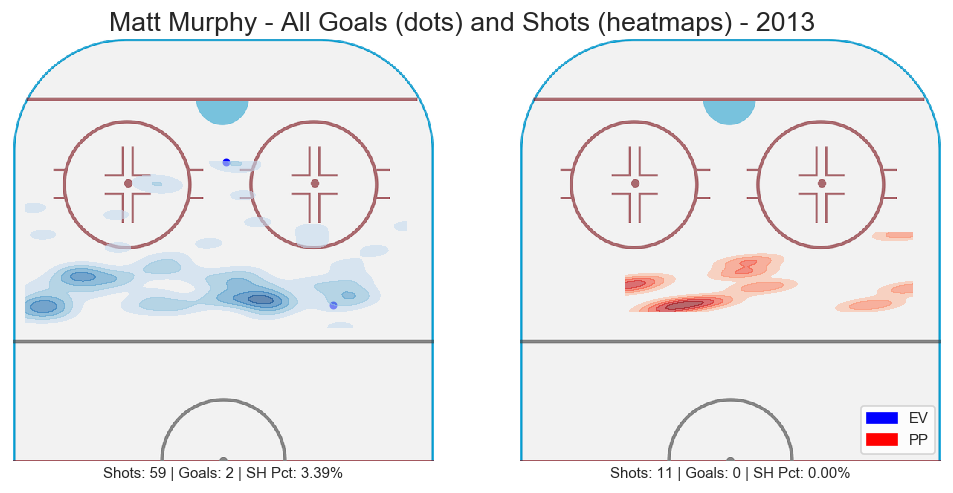 Matt Murphy - All Goals (dots) and Shots (heatmaps) - 2013
EV
PP
Shots: 59 | Goals: 2 | SH Pct: 3.39%
Shots: 11 | Goals: 0 | SH Pct: 0.00%